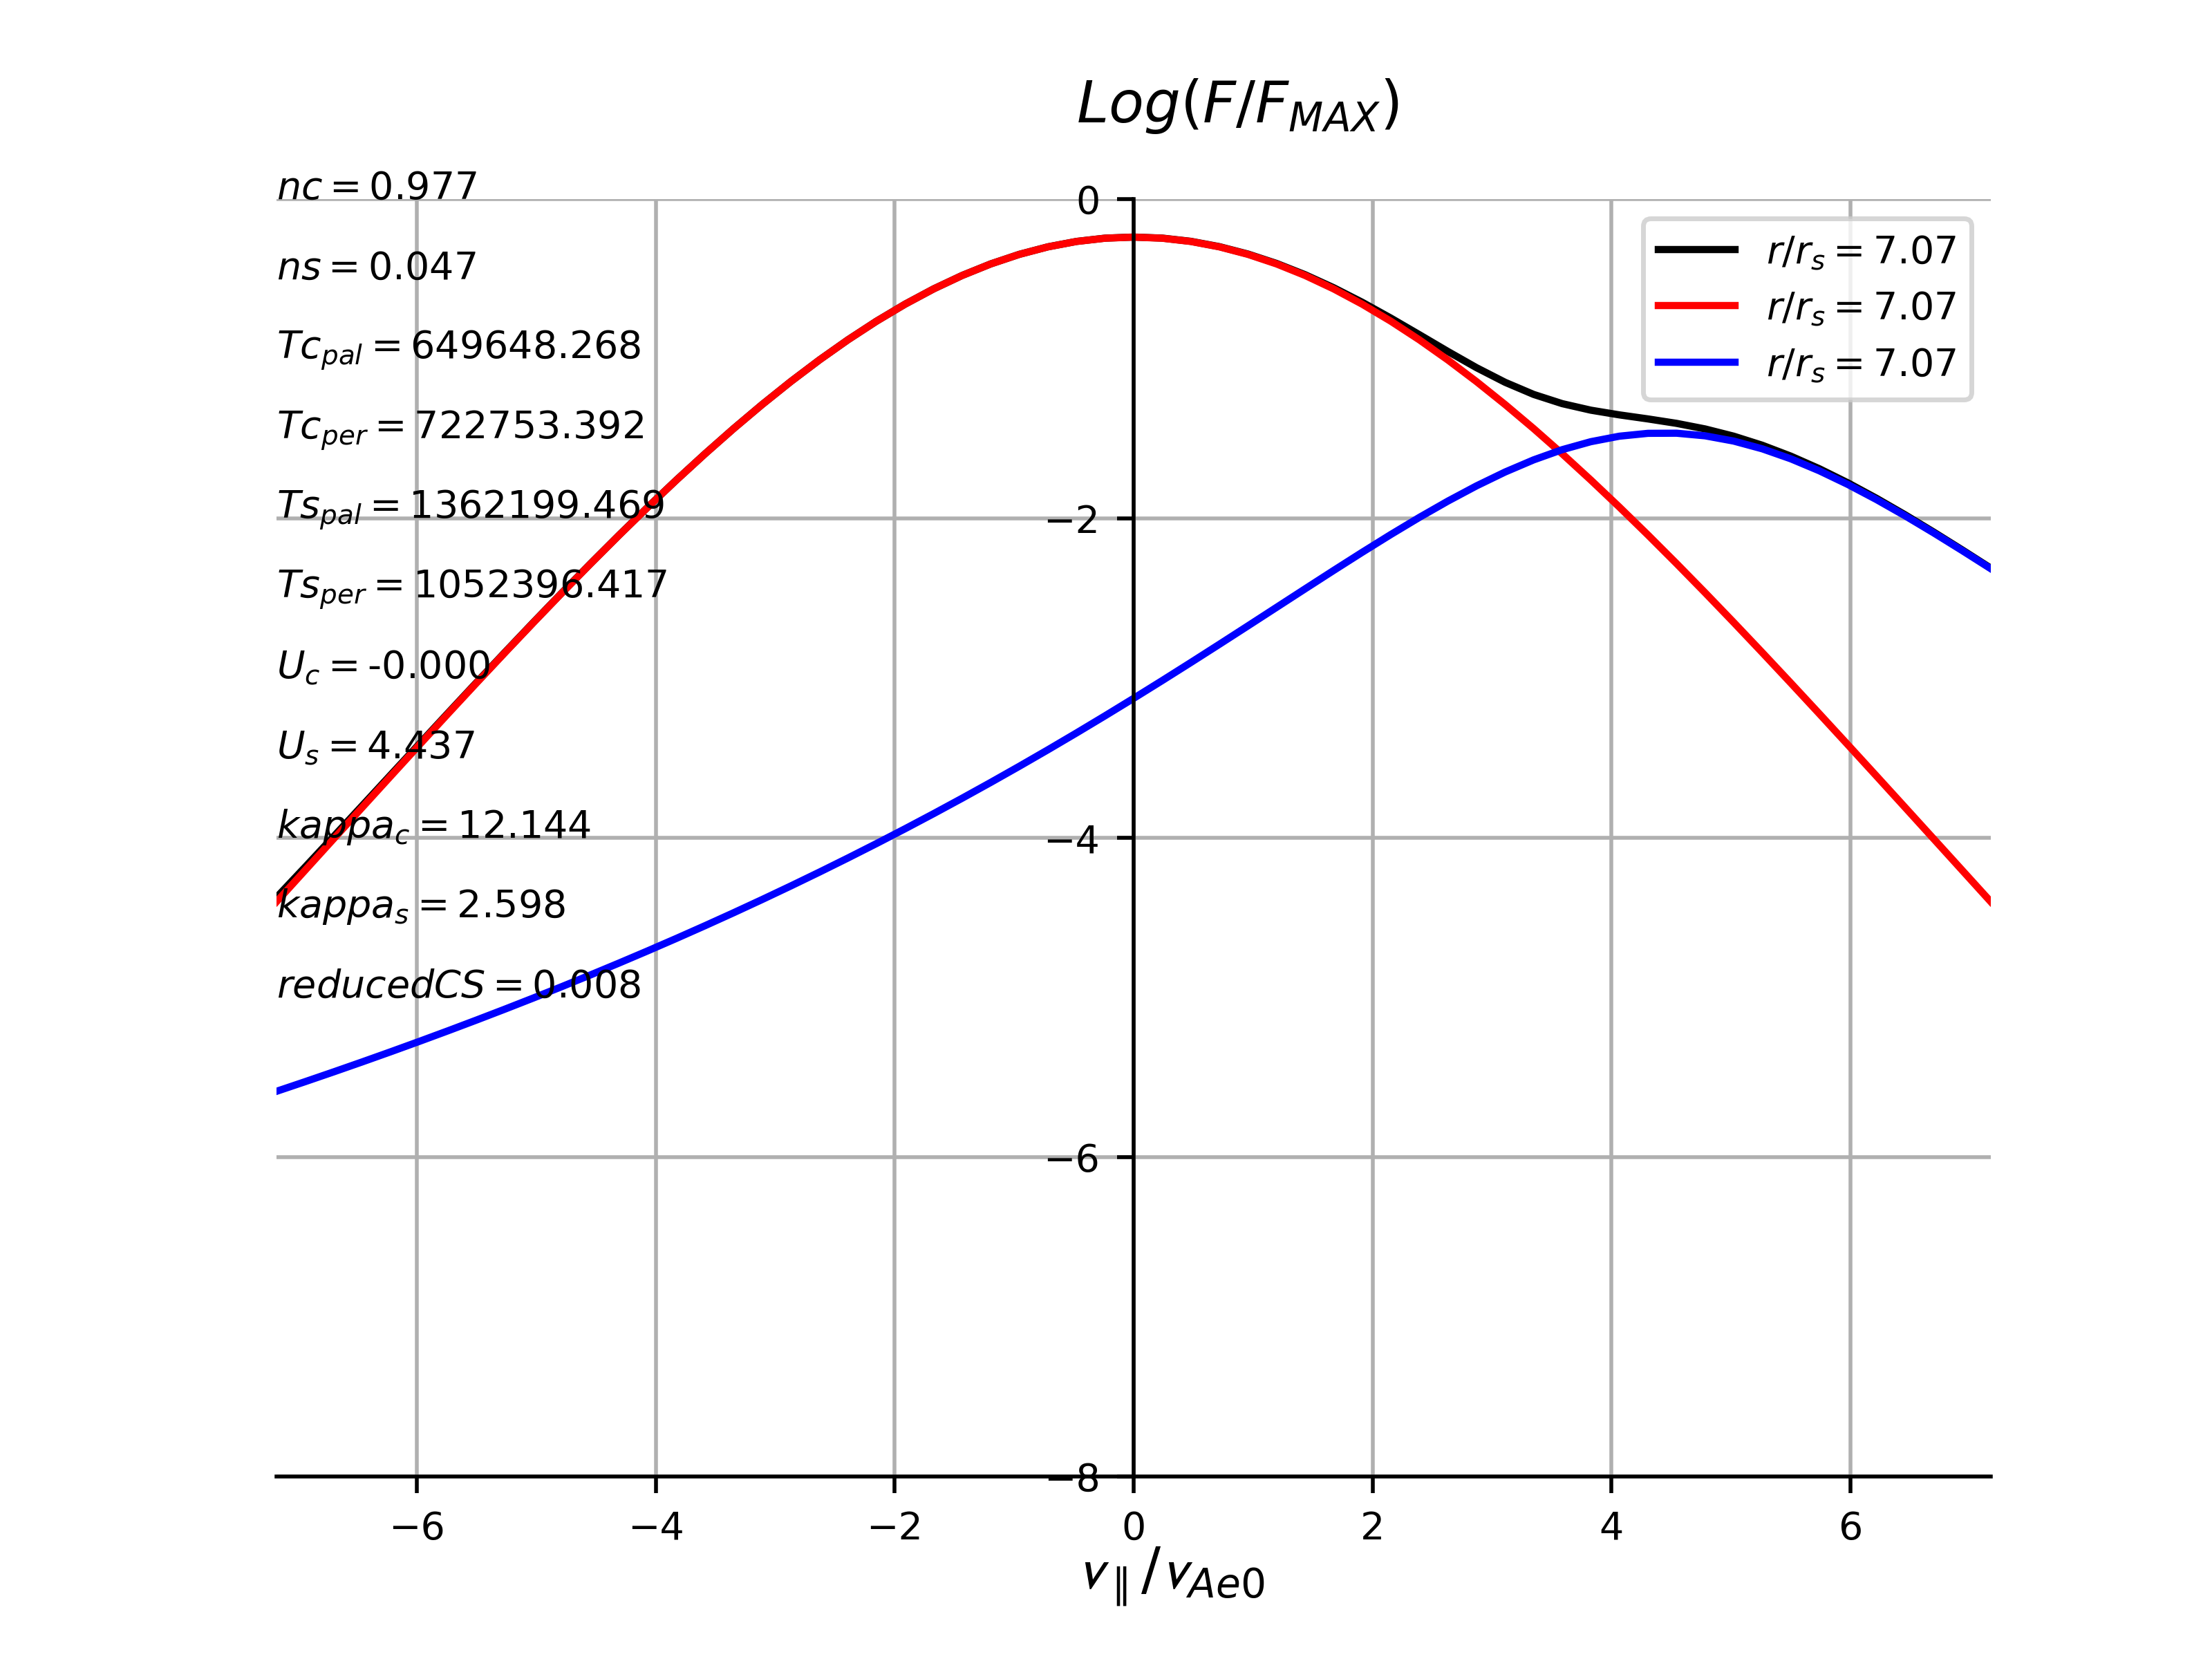 Log(F/F_MAX)
nc = 0.977
ns = 0.047
Tc_pal = 649648.268
Tc_per = 722753.392
Ts_pal = 1362199.469
Ts_per = 1052396.417
U_c = -0.000
U_s = 4.437
kappa_c = 12.144
kappa_s = 2.598
reducedCS = 0.008
0
−2
−4
−6
−8
r/r_s = 7.07
r/r_s = 7.07
r/r_s = 7.07
−6 −4 −2 0 2 4 6
v_∥/v_Ae0